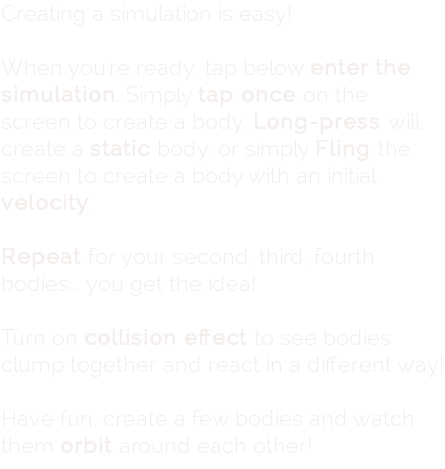 Creating a simulation is easy!
When you're ready, tap below enter the
simulation. Simply tap once on the
screen to create a body. Long-press will
create a static body, or simply Fling the
screen to create a body with an initial
velocity.
Repeat for your second, third, fourth
bodies... you get the idea!
Turn on collision effect to see bodies
clump together and react in a different way!
Have fun, create a few bodies and watch
them orbit around each other!